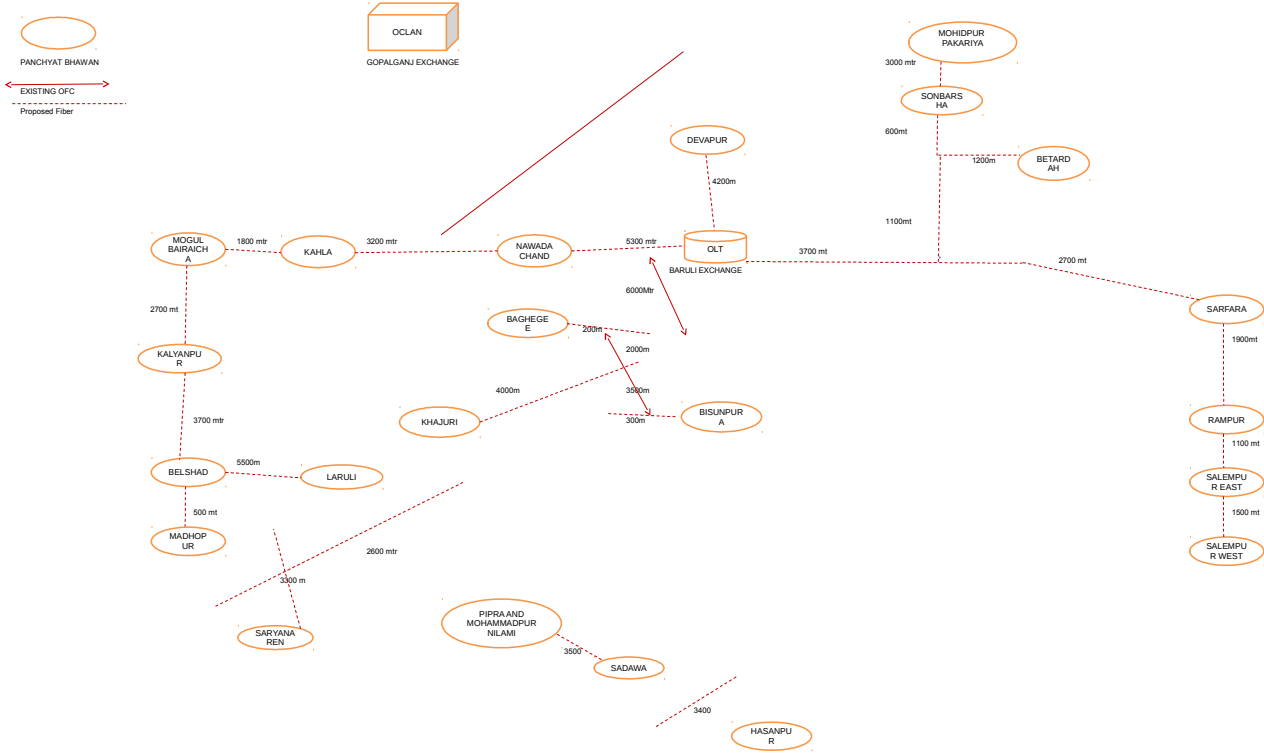 OCLAN
GOPALGANJ EXCHANGE
PANCHYAT BHAWAN
EXISTING OFC
Proposed Fiber
MOHIDPUR
PAKARIYA
3000 mtr
SONBARS
HA
600mt
1200m
BETARD
AH
1100mt
DEVAPUR
4200m
MOGUL
BAIRAICH
A
1800 mtr
KAHLA
3200 mtr
NAWADA
CHAND
5300 mtr
OLT
BARULI EXCHANGE
3700 mt
2700 mt
6000Mtr
SARFARA
1900mt
2700 mt
BAGHEGE
E
200m
2000m
KALYANPU
R
4000m
3500m
KHAJURI
300m
BISUNPUR
A
RAMPUR
1100 mt
3700 mtr
BELSHAD
5500m
LARULI
SALEMPU
R EAST
1500 mt
500 mt
MADHOP
UR
SALEMPU
R WEST
2600 mtr
3300 m
SARYANA
REN
PIPRA AND
MOHAMMADPUR
NILAMI
3500
SADAWA
3400
HASANPU
R